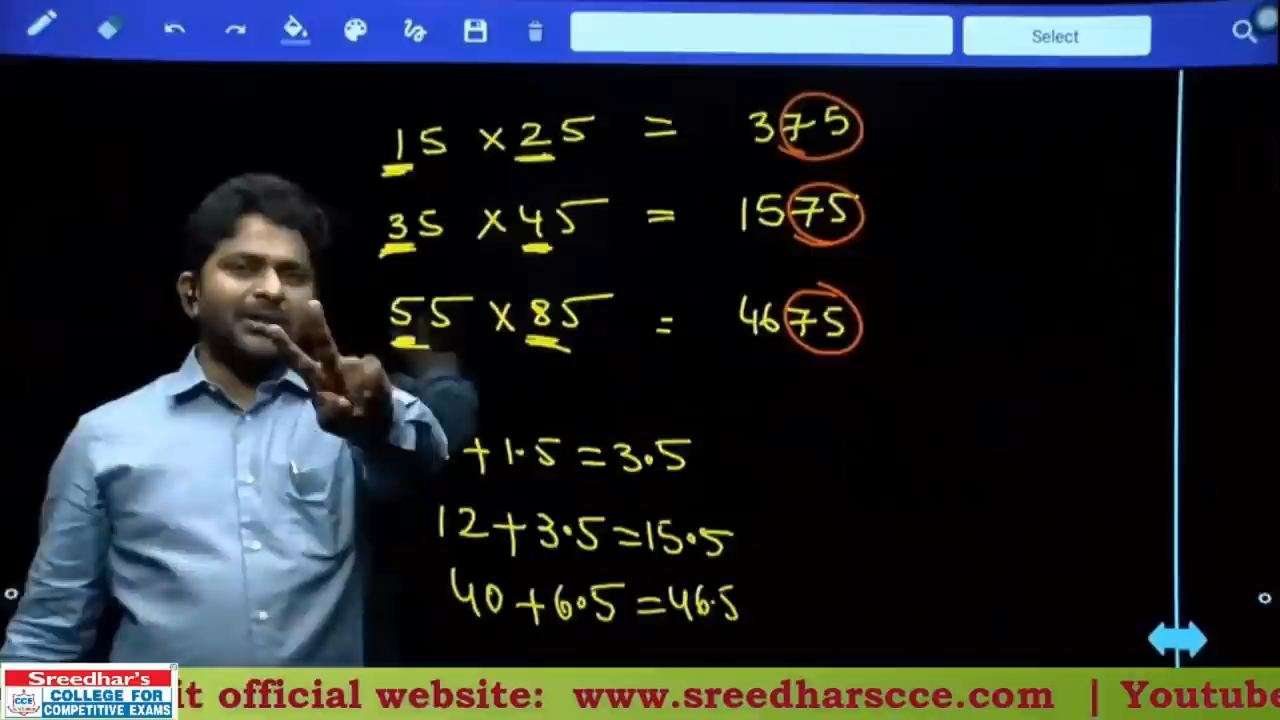 Select
15 × 25 = 375
35 × 45 = 1575
55 × 85 = 4675
+1.5=3.5
12+3.5=15.5
40+6.5=46.5
Sreedhar's
CCE
COLLEGE FOR
COMPETITIVE EXAMS
it official website: www.sreedharscce.com | Youtube